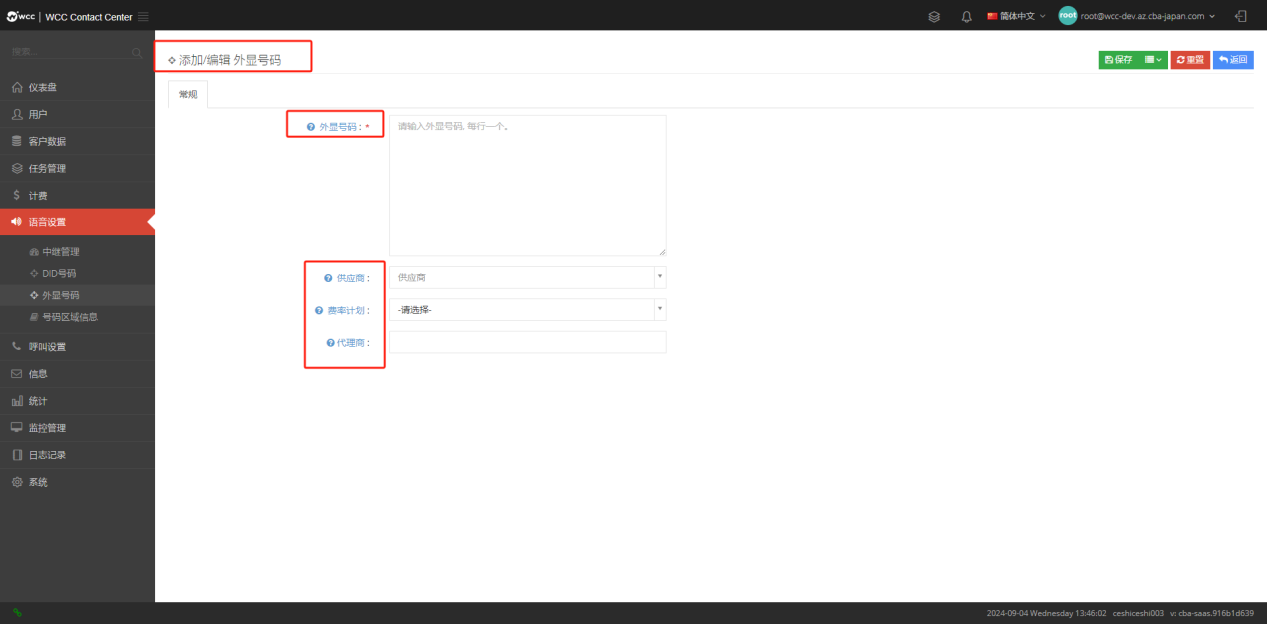 wcc | WCC Contact Center
简体中文
root
root@wcc-dev.az.cba-japan.com
搜索...
仪表盘
用户
客户数据
任务管理
计费
语音设置
中继管理
DID号码
外显号码
号码区域信息
呼叫设置
信息
统计
监控管理
日志记录
系统
添加/编辑 外显号码
保存
重置
返回
常规
外显号码: *
请输入外显号码, 每行一个。
供应商:
供应商
费率计划:
-请选择-
代理商:
2024-09-04 Wednesday 13:46:02 ceshiceshi003 v: cba-saas.916b1d639